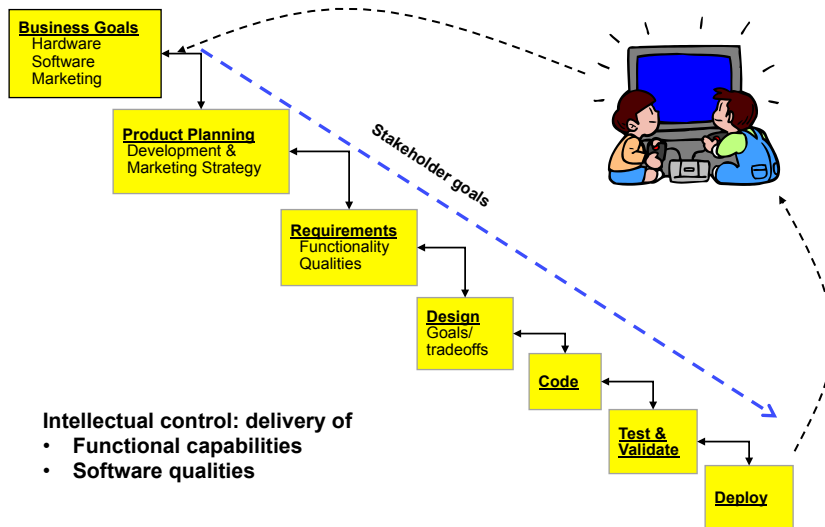 Business Goals
Hardware
Software
Marketing
Product Planning
Development &
Marketing Strategy
Stakeholder goals
Requirements
Functionality
Qualities
Design
Goals/
tradeoffs
Code
Test &
Validate
Deploy
Intellectual control: delivery of
• Functional capabilities
• Software qualities